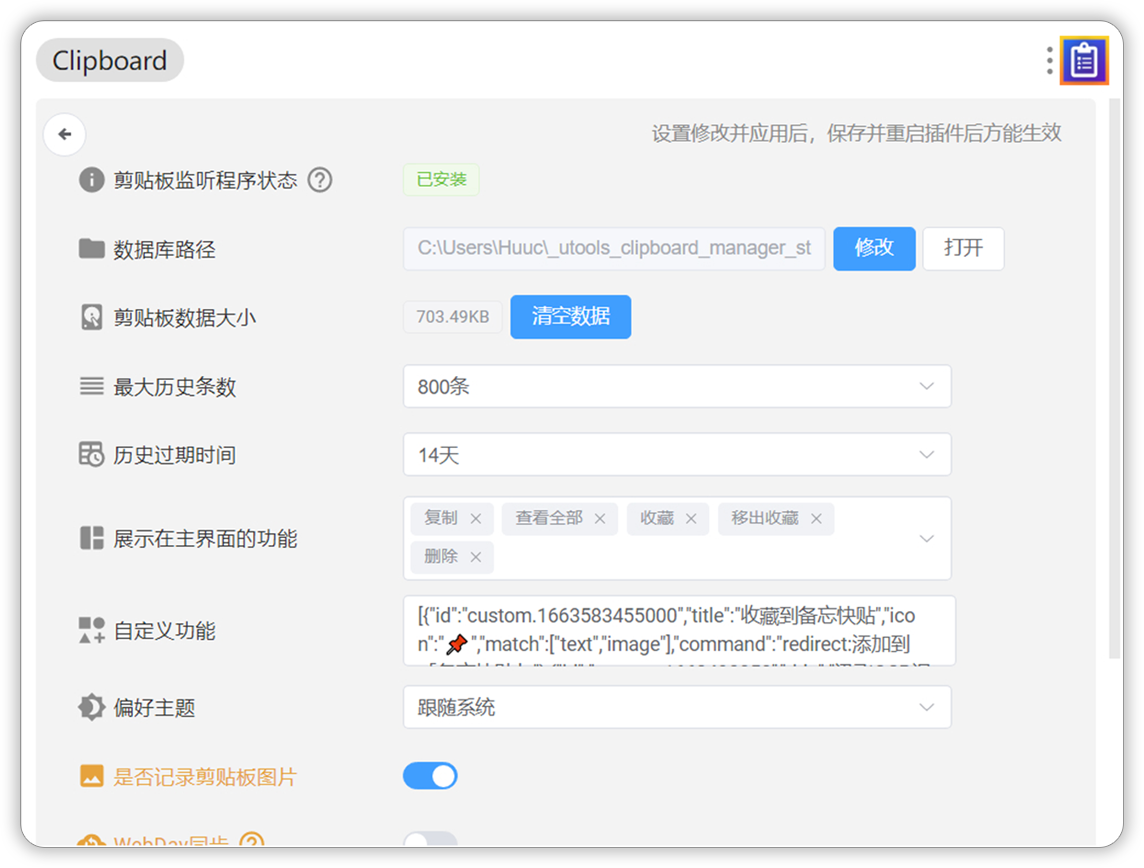 Clipboard
设置修改并应用后，保存并重启插件后方能生效
剪贴板监听程序状态 已安装
数据库路径 C:\Users\Huuc\_utools_clipboard_manager_st 修改 打开
剪贴板数据大小 703.49KB 清空数据
最大历史条数 800条
历史过期时间 14天
复制 查看全部 收藏 移出收藏
展示在主界面的功能
删除
[{"id":"custom.1663583455000","title":"收藏到备忘快贴","ico
自定义功能
n":"📌","match":["text","image"],"command":"redirect:添加到
偏好主题 跟随系统
是否记录剪贴板图片
WebDav同步